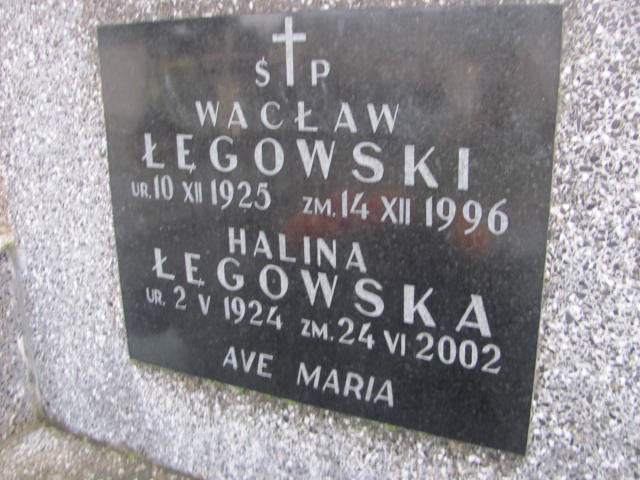 Ś P
WACŁAW
ŁĘGOWSKI
UR. 10 XII 1925 ZM. 14 XII 1996
HALINA
ŁĘGOWSKA
UR. 2 V 1924 ZM. 24 VI 2002
AVE MARIA